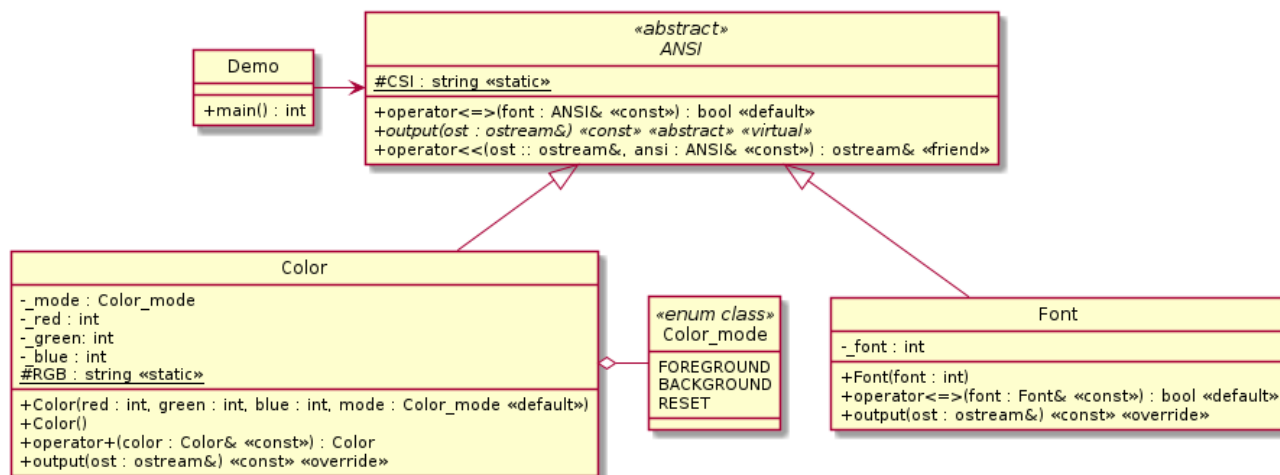 Demo
+main() : int
«abstract»
ANSI
#CSI : string «static»
+operator<=>(font : ANSI& «const») : bool «default»
+output(ost : ostream&) «const» «abstract» «virtual»
+operator<<(ost :: ostream&, ansi : ANSI& «const») : ostream& «friend»
Color
-_mode : Color_mode
-_red : int
-_green: int
-_blue : int
#RGB : string «static»
+Color(red : int, green : int, blue : int, mode : Color_mode «default»)
+Color()
+operator+(color : Color& «const») : Color
+output(ost : ostream&) «const» «override»
«enum class»
Color_mode
FOREGROUND
BACKGROUND
RESET
Font
-_font : int
+Font(font : int)
+operator<=>(font : Font& «const») : bool «default»
+output(ost : ostream&) «const» «override»